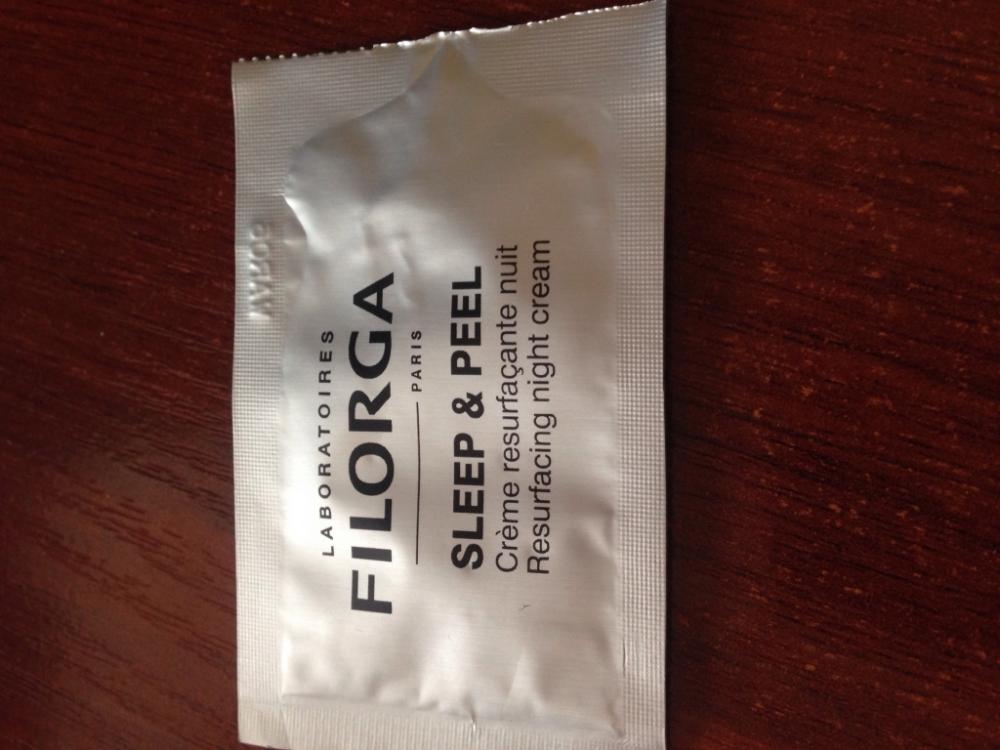 LABORATOIRES
FILORGA
PARIS
SLEEP & PEEL
Crème resurfaçante nuit
Resurfacing night cream